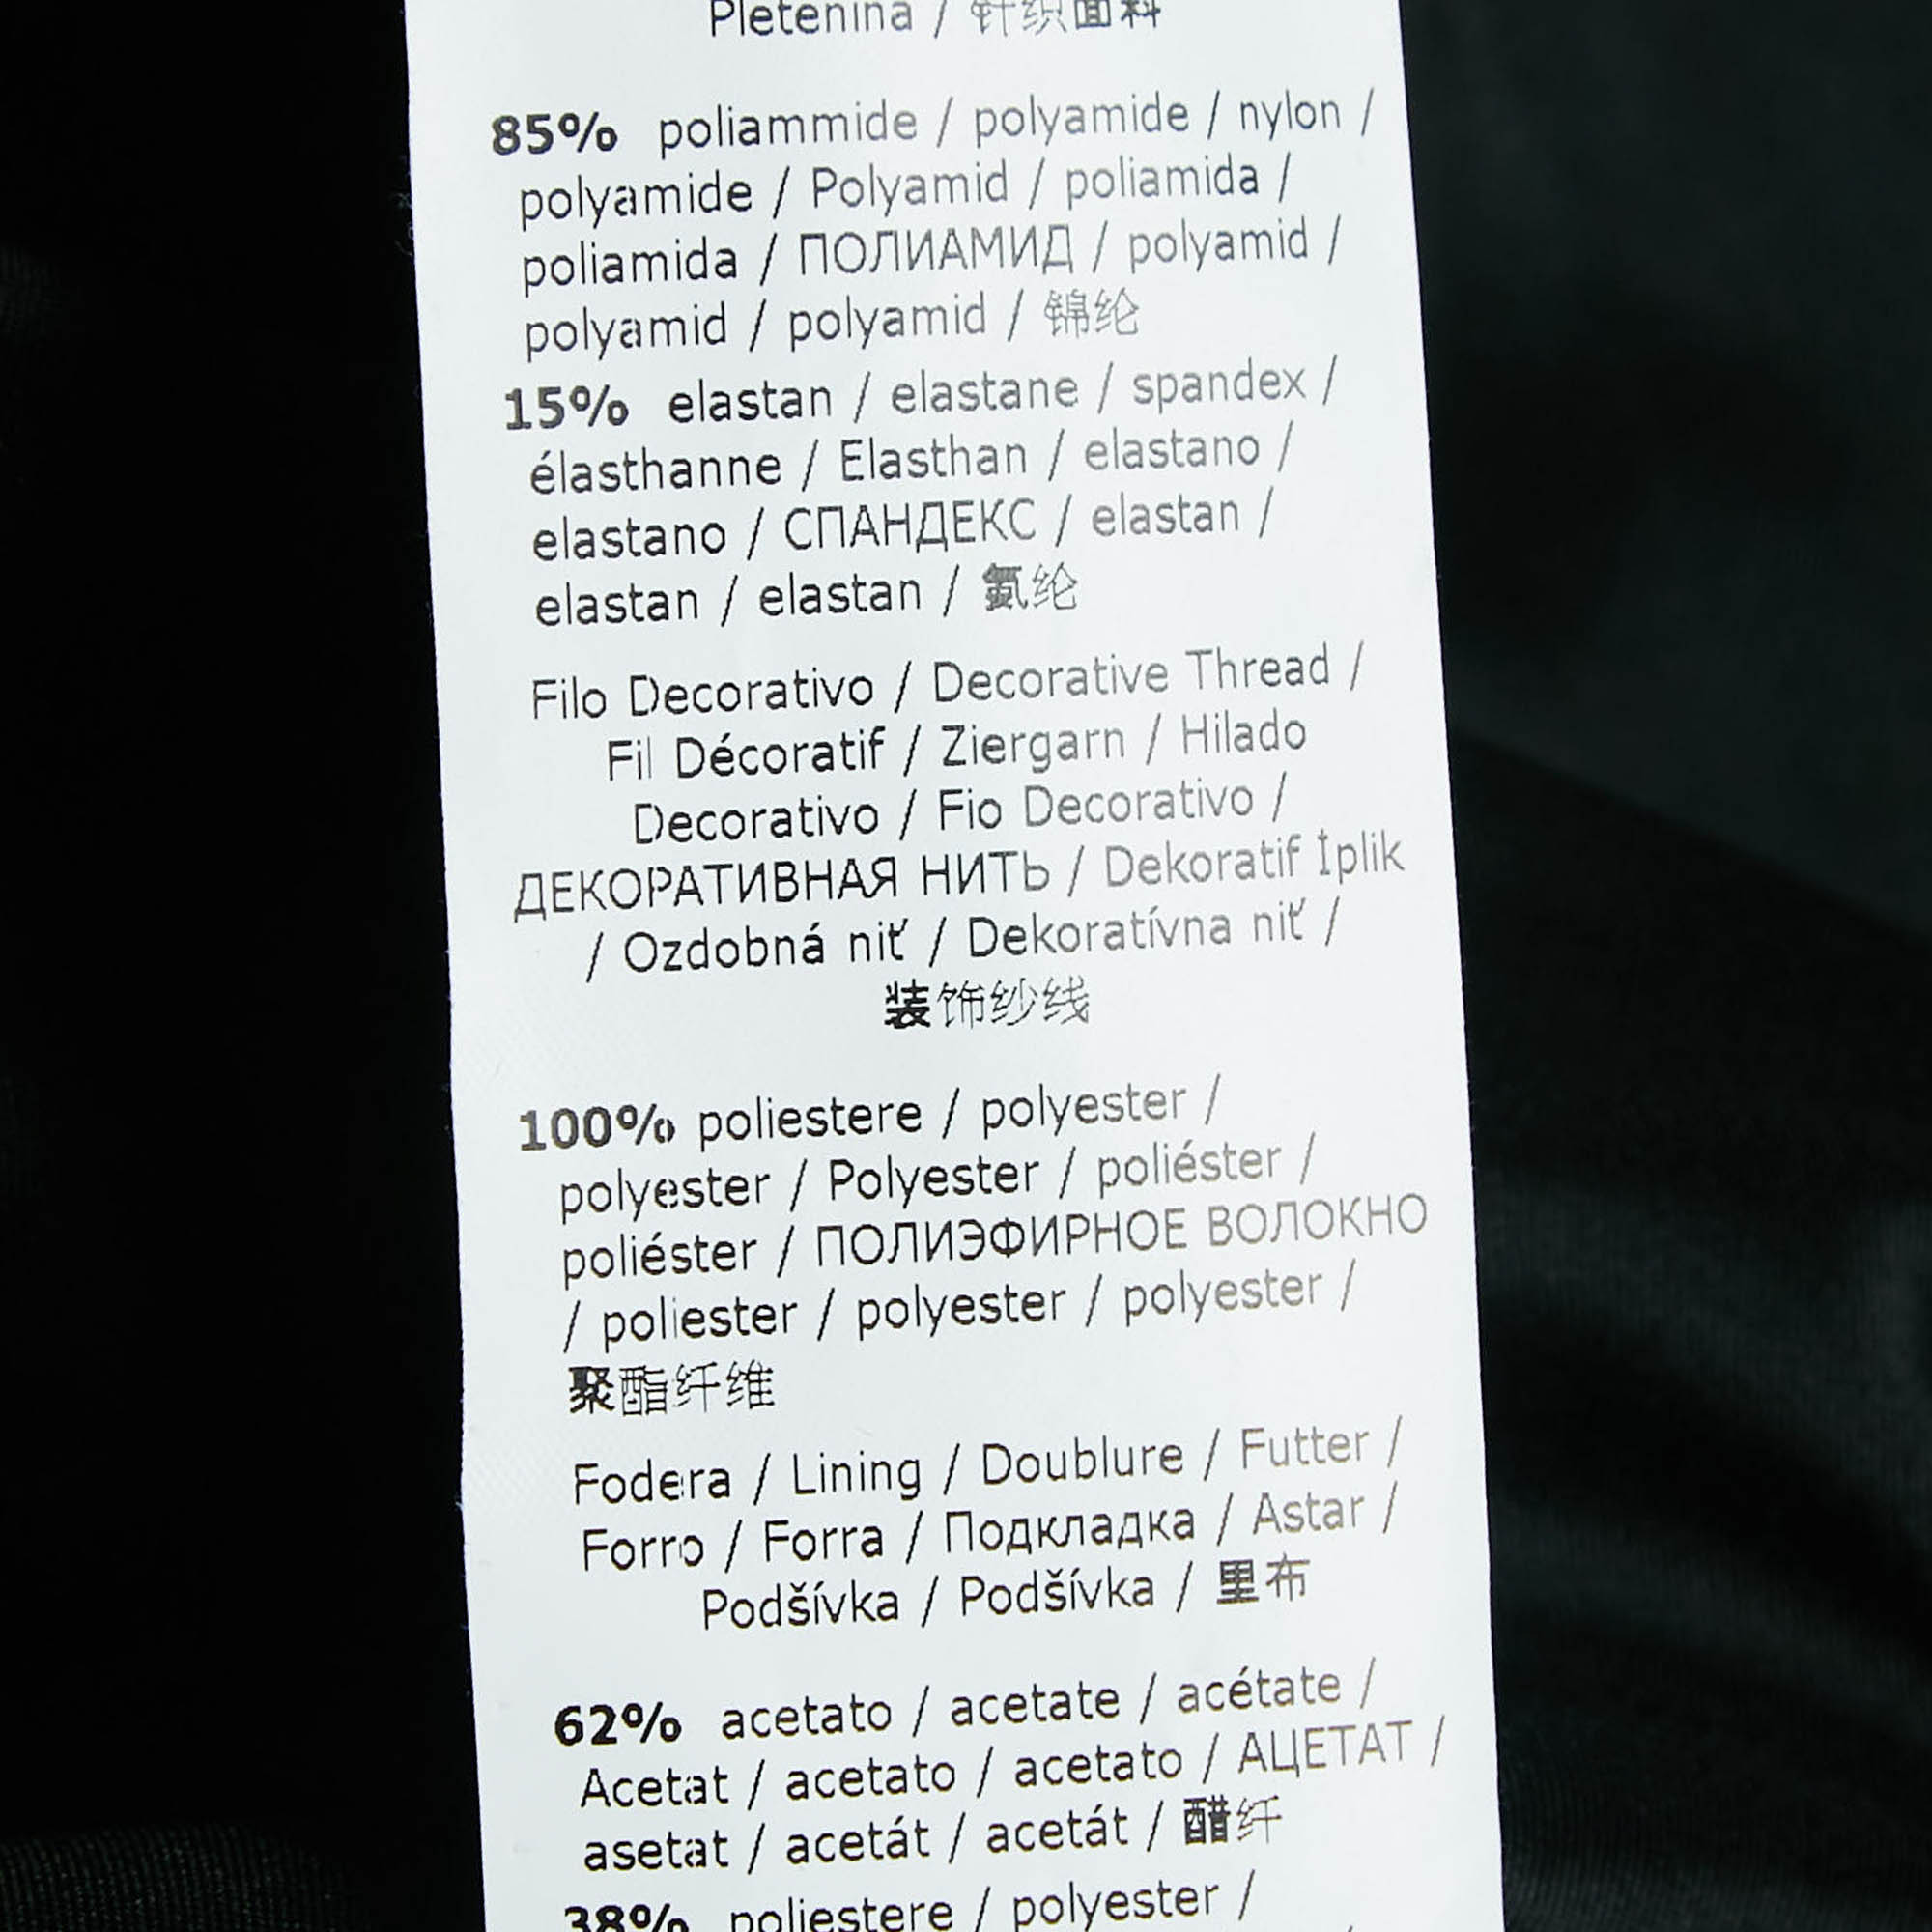 Pletenina / 针织面料
85% poliammide / polyamide / nylon /
polyamide / Polyamid / poliamida /
poliamida / ПОЛИАМИД / polyamid /
polyamid / polyamid / 锦纶
15% elastan / elastane / spandex /
élasthanne / Elasthan / elastano /
elastano / СПАНДЕКС / elastan /
elastan / elastan / 氨纶
Filo Decorativo / Decorative Thread /
Fil Décoratif / Ziergarn / Hilado
Decorativo / Fio Decorativo /
ДЕКОРАТИВНАЯ НИТЬ / Dekoratif İplik
/ Ozdobná niť / Dekoratívna niť /
装饰纱线
100% poliestere / polyester /
polyester / Polyester / poliéster /
poliéster / ПОЛИЭФИРНОЕ ВОЛОКНО
/ poliester / polyester / polyester /
聚酯纤维
Fodera / Lining / Doublure / Futter /
Forro / Forra / Подкладка / Astar /
Podšívka / Podšívka / 里布
62% acetato / acetate / acétate /
Acetat / acetato / acetato / АЦЕТАТ /
asetat / acetát / acetát / 醋纤
38% poliestere / polyester /